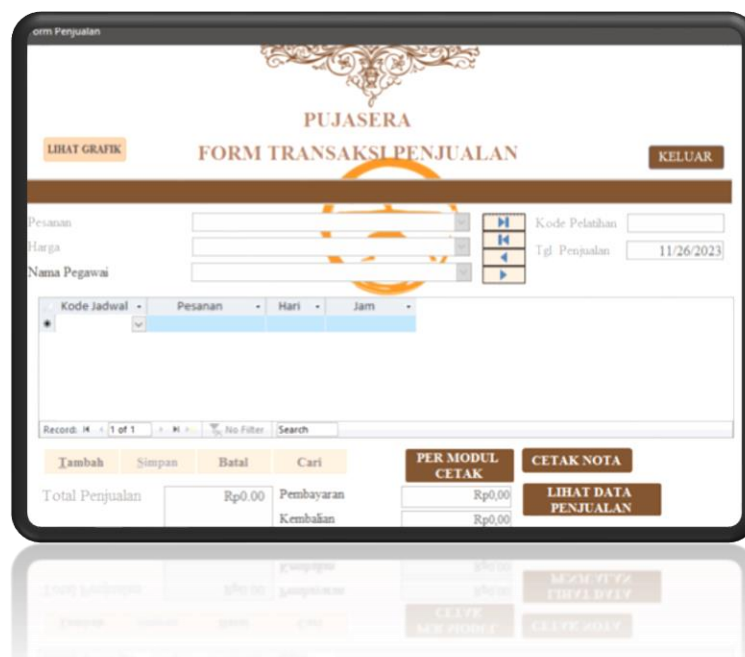 orm Penjualan
PUJASERA
LIHAT GRAFIK
FORM TRANSAKSI PENJUALAN
KELUAR
Pesanan
Kode Pelatihan
Harga
Tgl Penjualan 11/26/2023
Nama Pegawai
Kode Jadwal Pesanan Hari Jam
Record: 1 of 1 No Filter Search
Tambah Simpan Batal Cari
PER MODUL
CETAK
CETAK NOTA
Total Penjualan Rp0.00
Pembayaran Rp0,00
LIHAT DATA
PENJUALAN
Kembalian Rp0,00